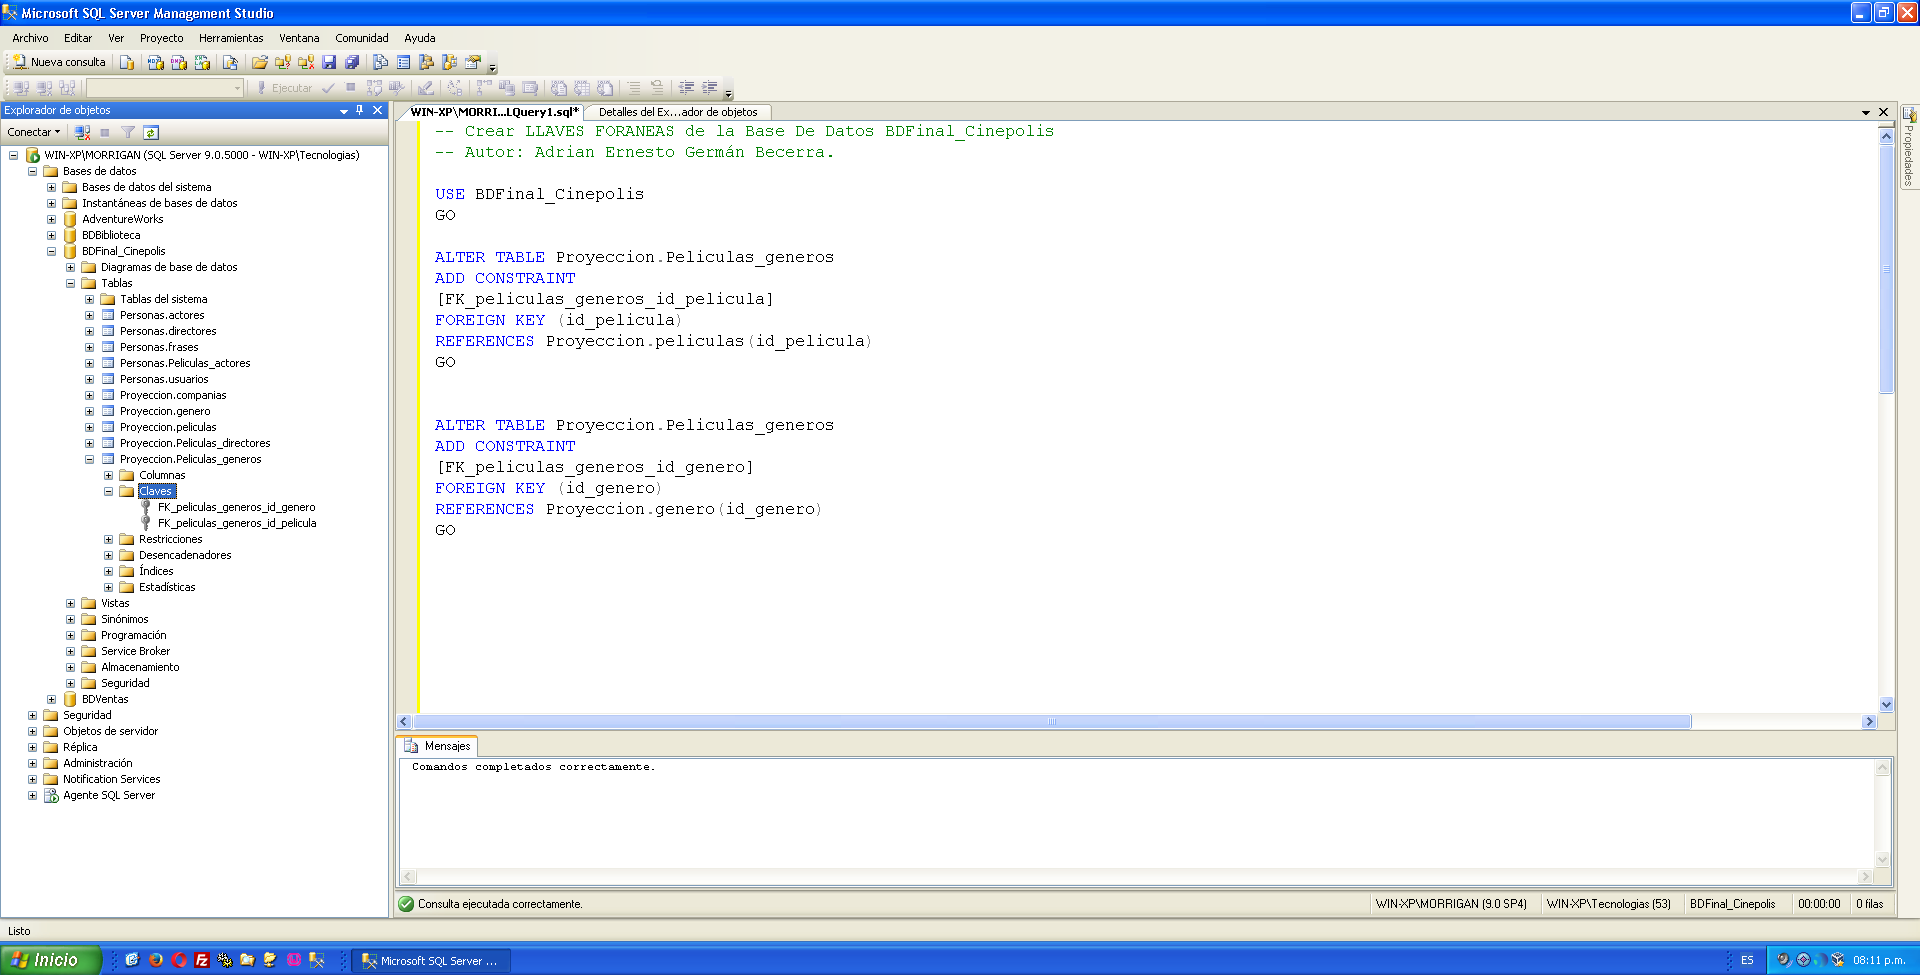 Microsoft SQL Server Management Studio
Archivo Editar Ver Proyecto Herramientas Ventana Comunidad Ayuda
Nueva consulta
Ejecutar
Explorador de objetos
Conectar
WIN-XP\MORRIGAN (SQL Server 9.0.5000 - WIN-XP\Tecnologias)
Bases de datos
Bases de datos del sistema
Instantáneas de bases de datos
AdventureWorks
BDBiblioteca
BDFinal_Cinepolis
Diagramas de base de datos
Tablas
Tablas del sistema
Personas.actores
Personas.directores
Personas.frases
Personas.Peliculas_actores
Personas.usuarios
Proyeccion.companias
Proyeccion.genero
Proyeccion.peliculas
Proyeccion.Peliculas_directores
Proyeccion.Peliculas_generos
Columnas
Claves
FK_peliculas_generos_id_genero
FK_peliculas_generos_id_pelicula
Restricciones
Desencadenadores
Índices
Estadísticas
Vistas
Sinónimos
Programación
Service Broker
Almacenamiento
Seguridad
BDVentas
Seguridad
Objetos de servidor
Réplica
Administración
Notification Services
Agente SQL Server
WIN-XP\MORRI...LQuery1.sql* Detalles del Ex...ador de objetos
-- Crear LLAVES FORANEAS de la Base De Datos BDFinal_Cinepolis
-- Autor: Adrian Ernesto Germán Becerra.
USE BDFinal_Cinepolis
GO
ALTER TABLE Proyeccion.Peliculas_generos
ADD CONSTRAINT
[FK_peliculas_generos_id_pelicula]
FOREIGN KEY (id_pelicula)
REFERENCES Proyeccion.peliculas(id_pelicula)
GO
ALTER TABLE Proyeccion.Peliculas_generos
ADD CONSTRAINT
[FK_peliculas_generos_id_genero]
FOREIGN KEY (id_genero)
REFERENCES Proyeccion.genero(id_genero)
GO
Propiedades
Mensajes
Comandos completados correctamente.
Consulta ejecutada correctamente. WIN-XP\MORRIGAN (9.0 SP4) WIN-XP\Tecnologias (53) BDFinal_Cinepolis 00:00:00 0 filas
Listo
Inicio Microsoft SQL Server ... ES 08:11 p.m.